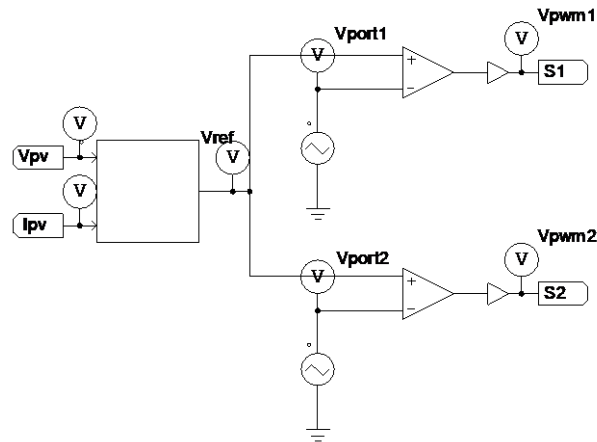 Vpwm1
Vport1
V
V
+
S1
−
V
Vref
Vpv
V
V
Ipv
Vpwm2
Vport2
V
V
+
S2
−